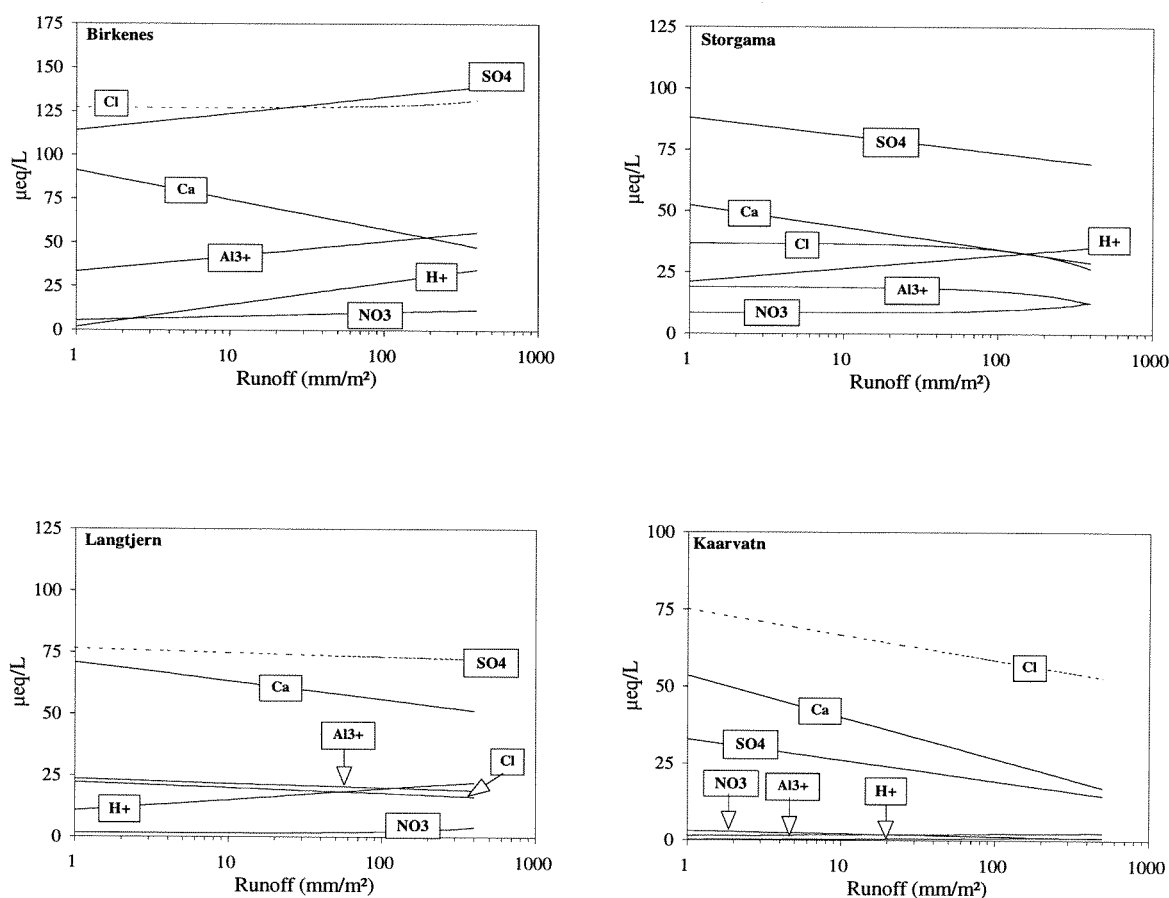 Birkenes
175
150
125
100
75
50
25
0
µeq/L
Cl
SO4
Ca
Al3+
H+
NO3
1
10
100
1000
Runoff (mm/m²)
Storgama
125
100
75
50
25
0
µeq/L
SO4
Ca
Cl
H+
Al3+
NO3
1
10
100
1000
Runoff (mm/m²)
Langtjern
125
100
75
50
25
0
µeq/L
SO4
Ca
Al3+
Cl
H+
NO3
1
10
100
1000
Runoff (mm/m²)
Kaarvatn
100
75
50
25
0
µeq/L
Cl
Ca
SO4
NO3
Al3+
H+
1
10
100
1000
Runoff (mm/m²)